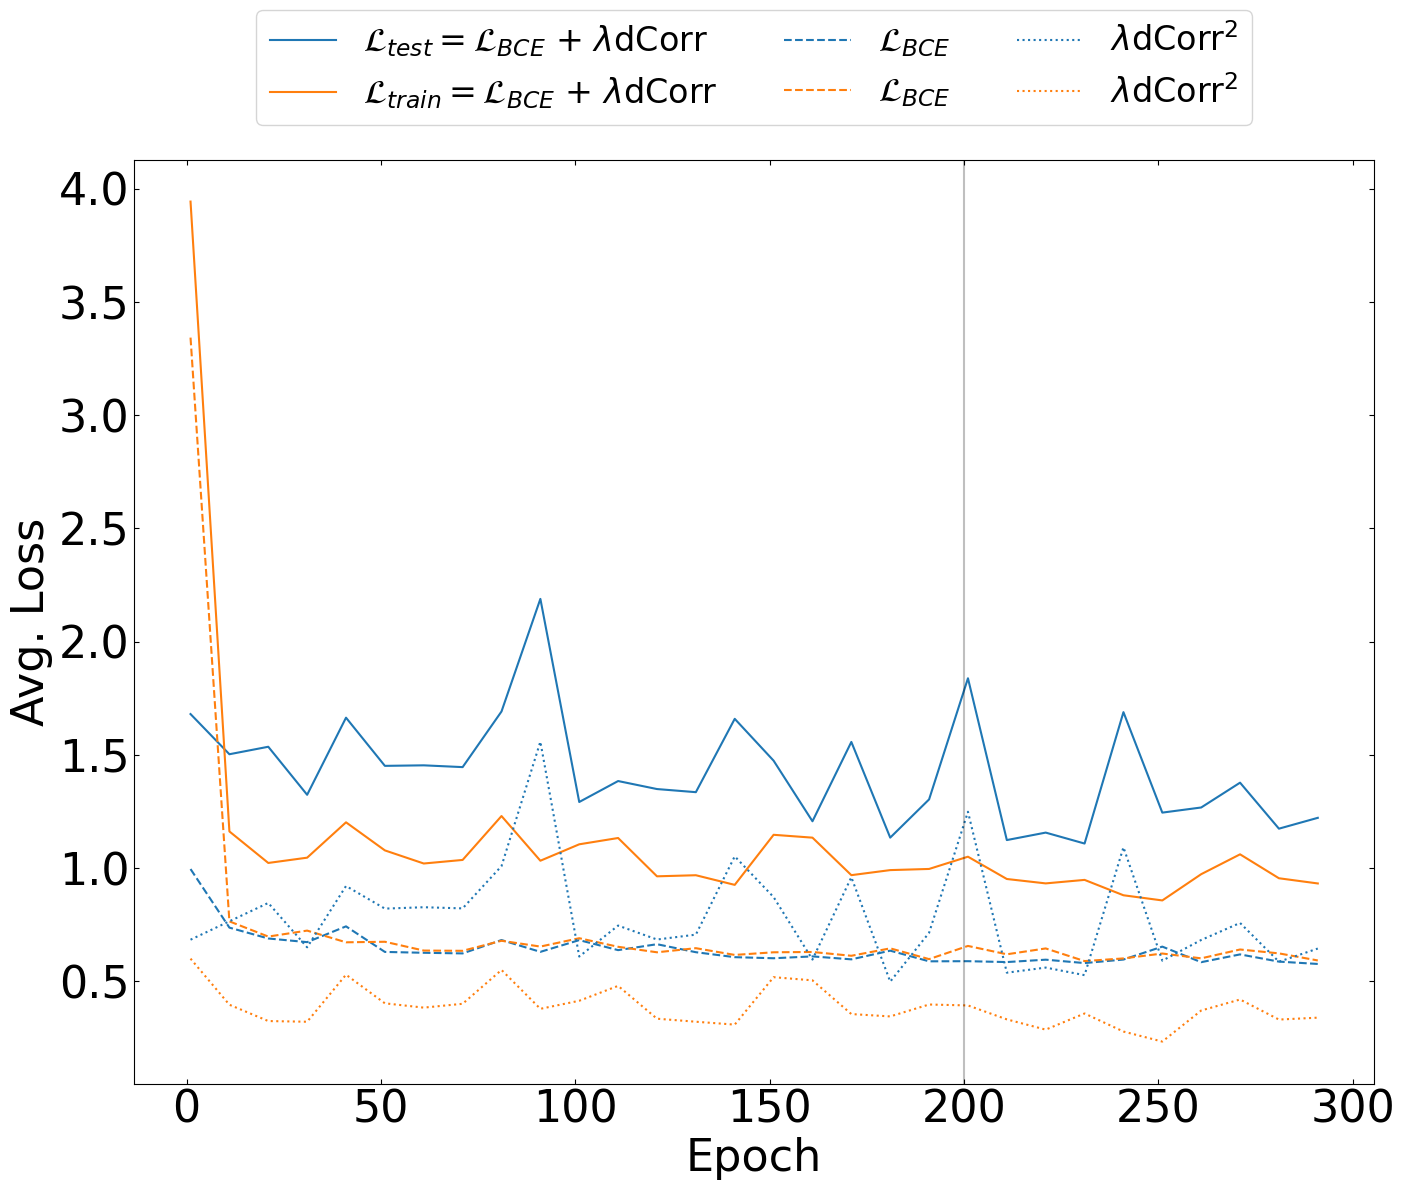 ℒ_test = ℒ_BCE + λdCorr ℒ_BCE λdCorr²
ℒ_train = ℒ_BCE + λdCorr ℒ_BCE λdCorr²
4.0
3.5
3.0
2.5
2.0
1.5
1.0
0.5
Avg. Loss
0 50 100 150 200 250 300
Epoch